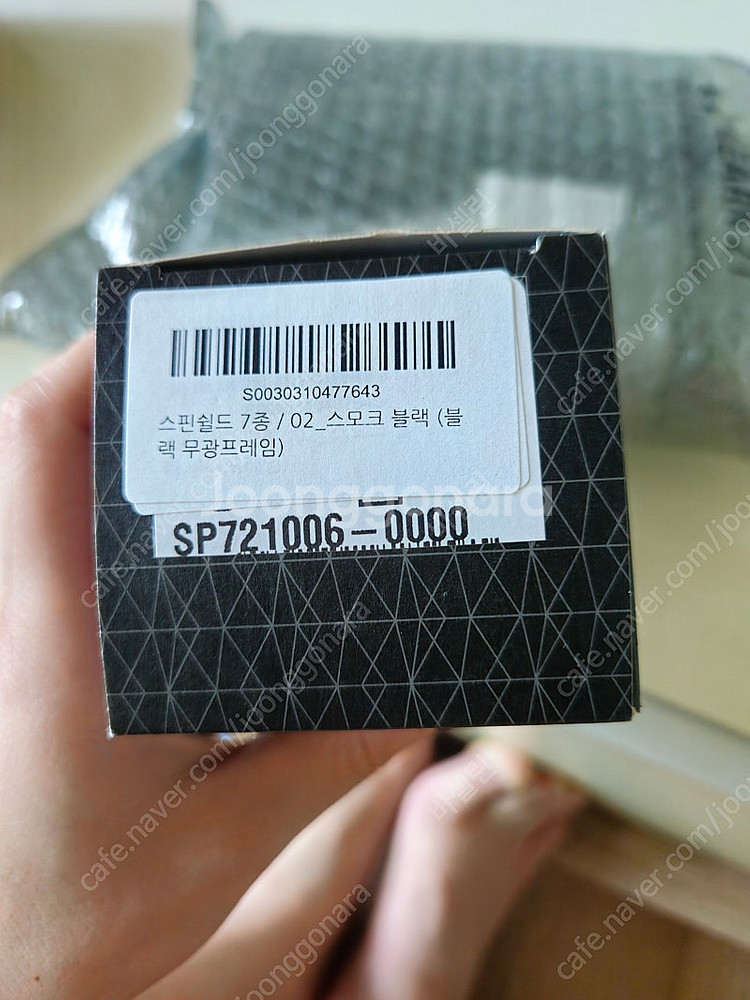 S0030310477643
스핀쉴드 7종 / 02_스모크 블랙 (블
랙 무광프레임)
Joonggonara
SP721006-0000
cafe.naver.com/joonggonara